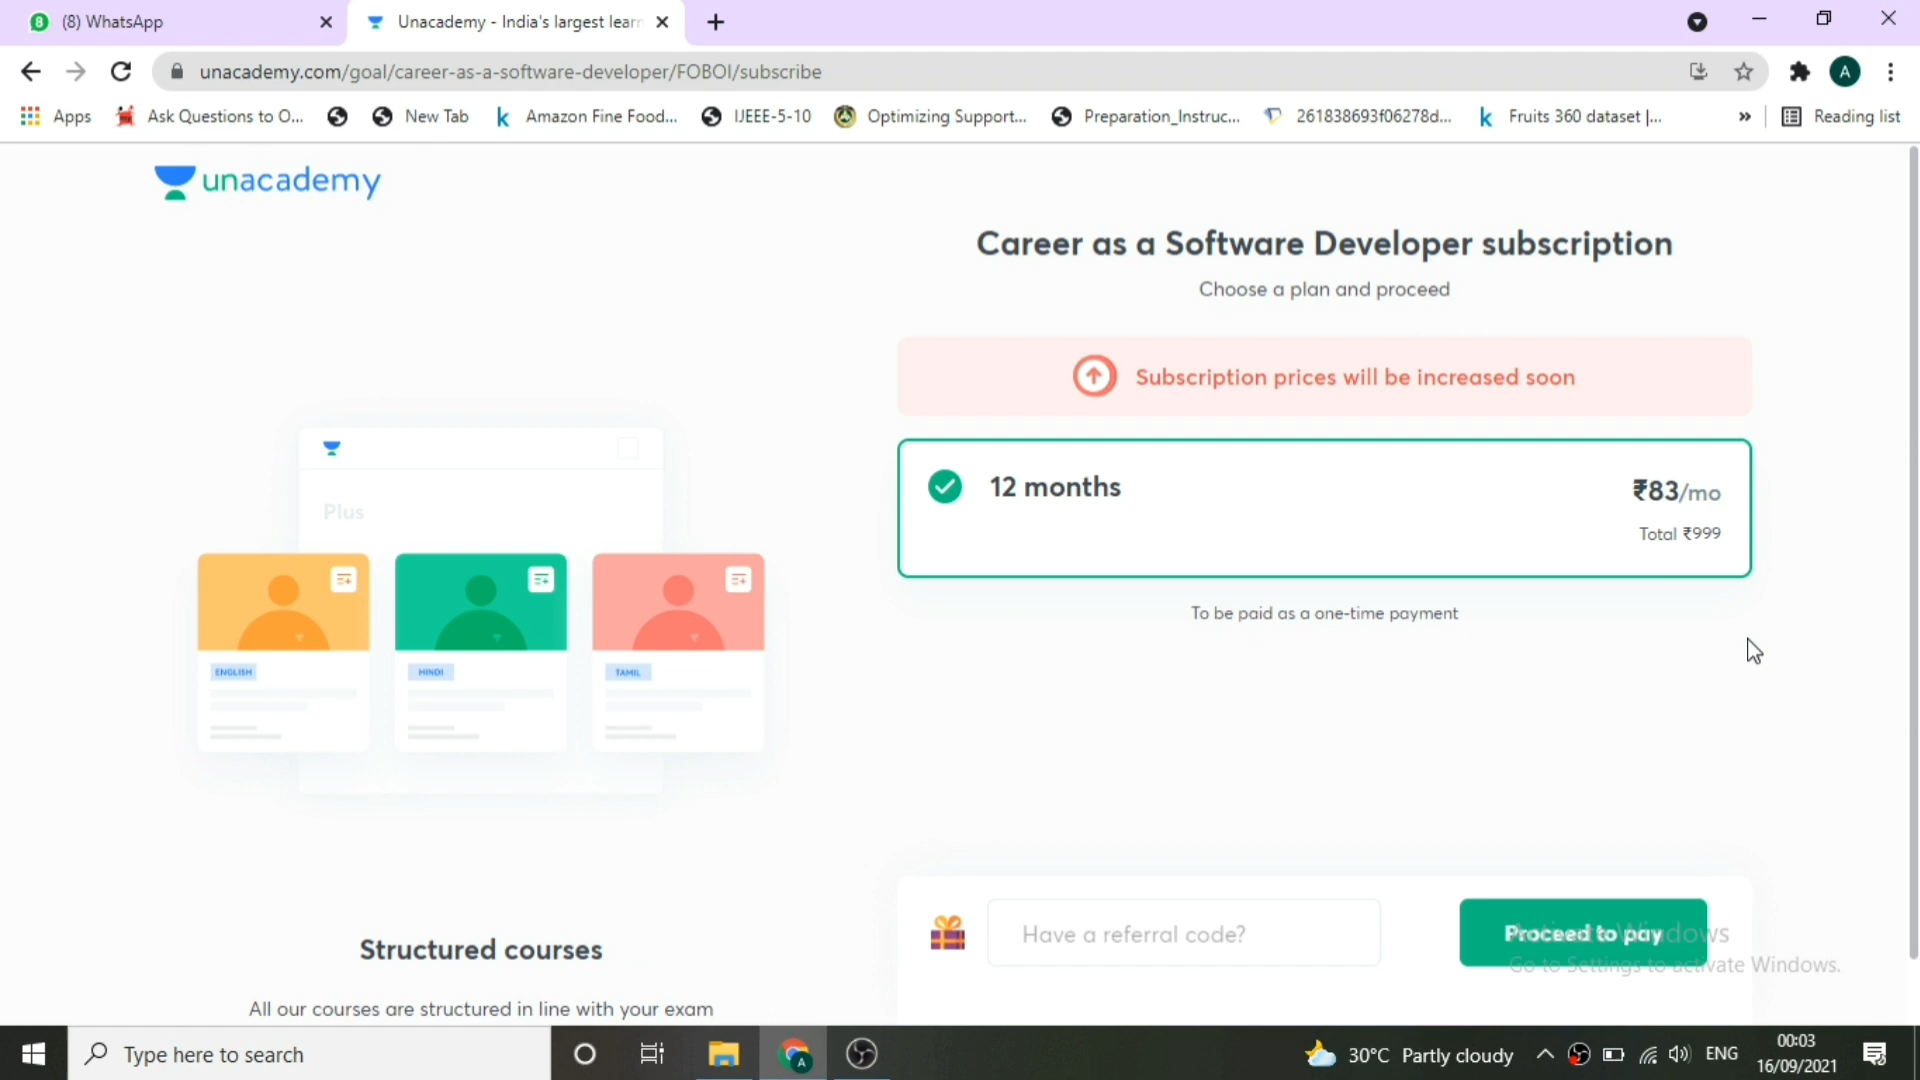 (8) WhatsApp
Unacademy - India's largest lear
unacademy.com/goal/career-as-a-software-developer/FOBOI/subscribe
Apps
Ask Questions to O...
New Tab
Amazon Fine Food...
IJEEE-5-10
Optimizing Support...
Preparation_Instruc...
261838693f06278d...
Fruits 360 dataset |...
»
Reading list
unacademy
Career as a Software Developer subscription
Choose a plan and proceed
Subscription prices will be increased soon
12 months
₹83/mo
Total ₹999
To be paid as a one-time payment
Plus
ENGLISH
HINDI
TAMIL
Have a referral code?
Proceed to pay
Activate Windows
Go to Settings to activate Windows.
Structured courses
All our courses are structured in line with your exam
Type here to search
30°C Partly cloudy
ENG
00:03
16/09/2021